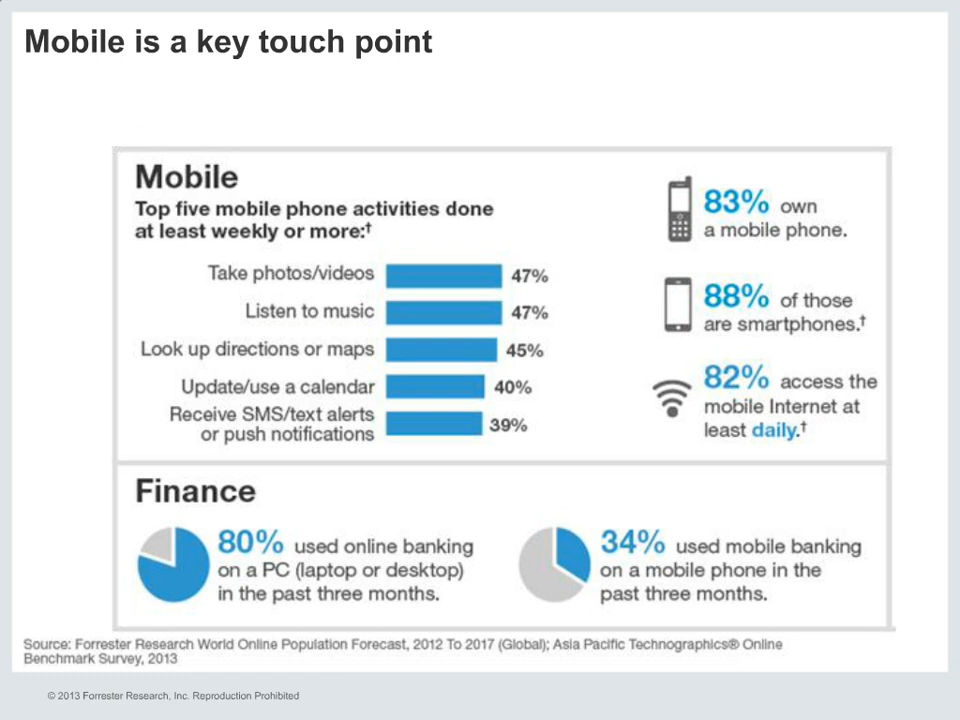 Mobile is a key touch point
Mobile
Top five mobile phone activities done
at least weekly or more:†
Take photos/videos 47%
Listen to music 47%
Look up directions or maps 45%
Update/use a calendar 40%
Receive SMS/text alerts
or push notifications 39%
83% own
a mobile phone.
88% of those
are smartphones.†
82% access the
mobile Internet at
least daily.†
Finance
80% used online banking
on a PC (laptop or desktop)
in the past three months.
34% used mobile banking
on a mobile phone in the
past three months.
Source: Forrester Research World Online Population Forecast, 2012 To 2017 (Global); Asia Pacific Technographics® Online
Benchmark Survey, 2013
© 2013 Forrester Research, Inc. Reproduction Prohibited